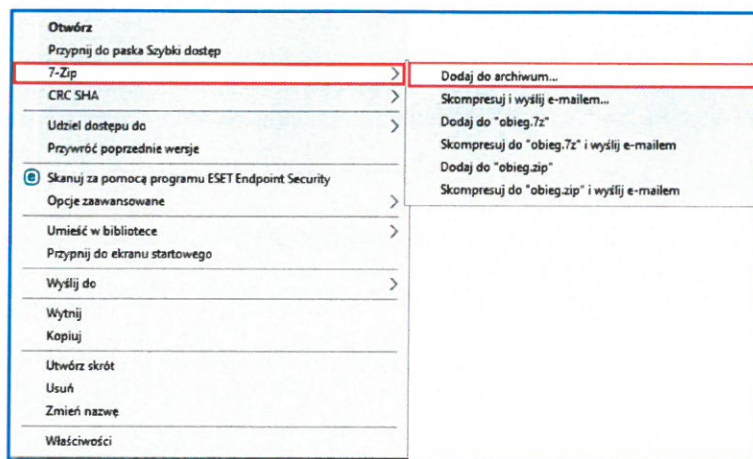 Otwórz
Przypnij do paska Szybki dostęp
7-Zip
CRC SHA
Udziel dostępu do
Przywróć poprzednie wersje
Skanuj za pomocą programu ESET Endpoint Security
Opcje zaawansowane
Umieść w bibliotece
Przypnij do ekranu startowego
Wyślij do
Wytnij
Kopiuj
Utwórz skrót
Usuń
Zmień nazwę
Właściwości
Dodaj do archiwum...
Skompresuj i wyślij e-mailem...
Dodaj do "obieg.7z"
Skompresuj do "obieg.7z" i wyślij e-mailem
Dodaj do "obieg.zip"
Skompresuj do "obieg.zip" i wyślij e-mailem